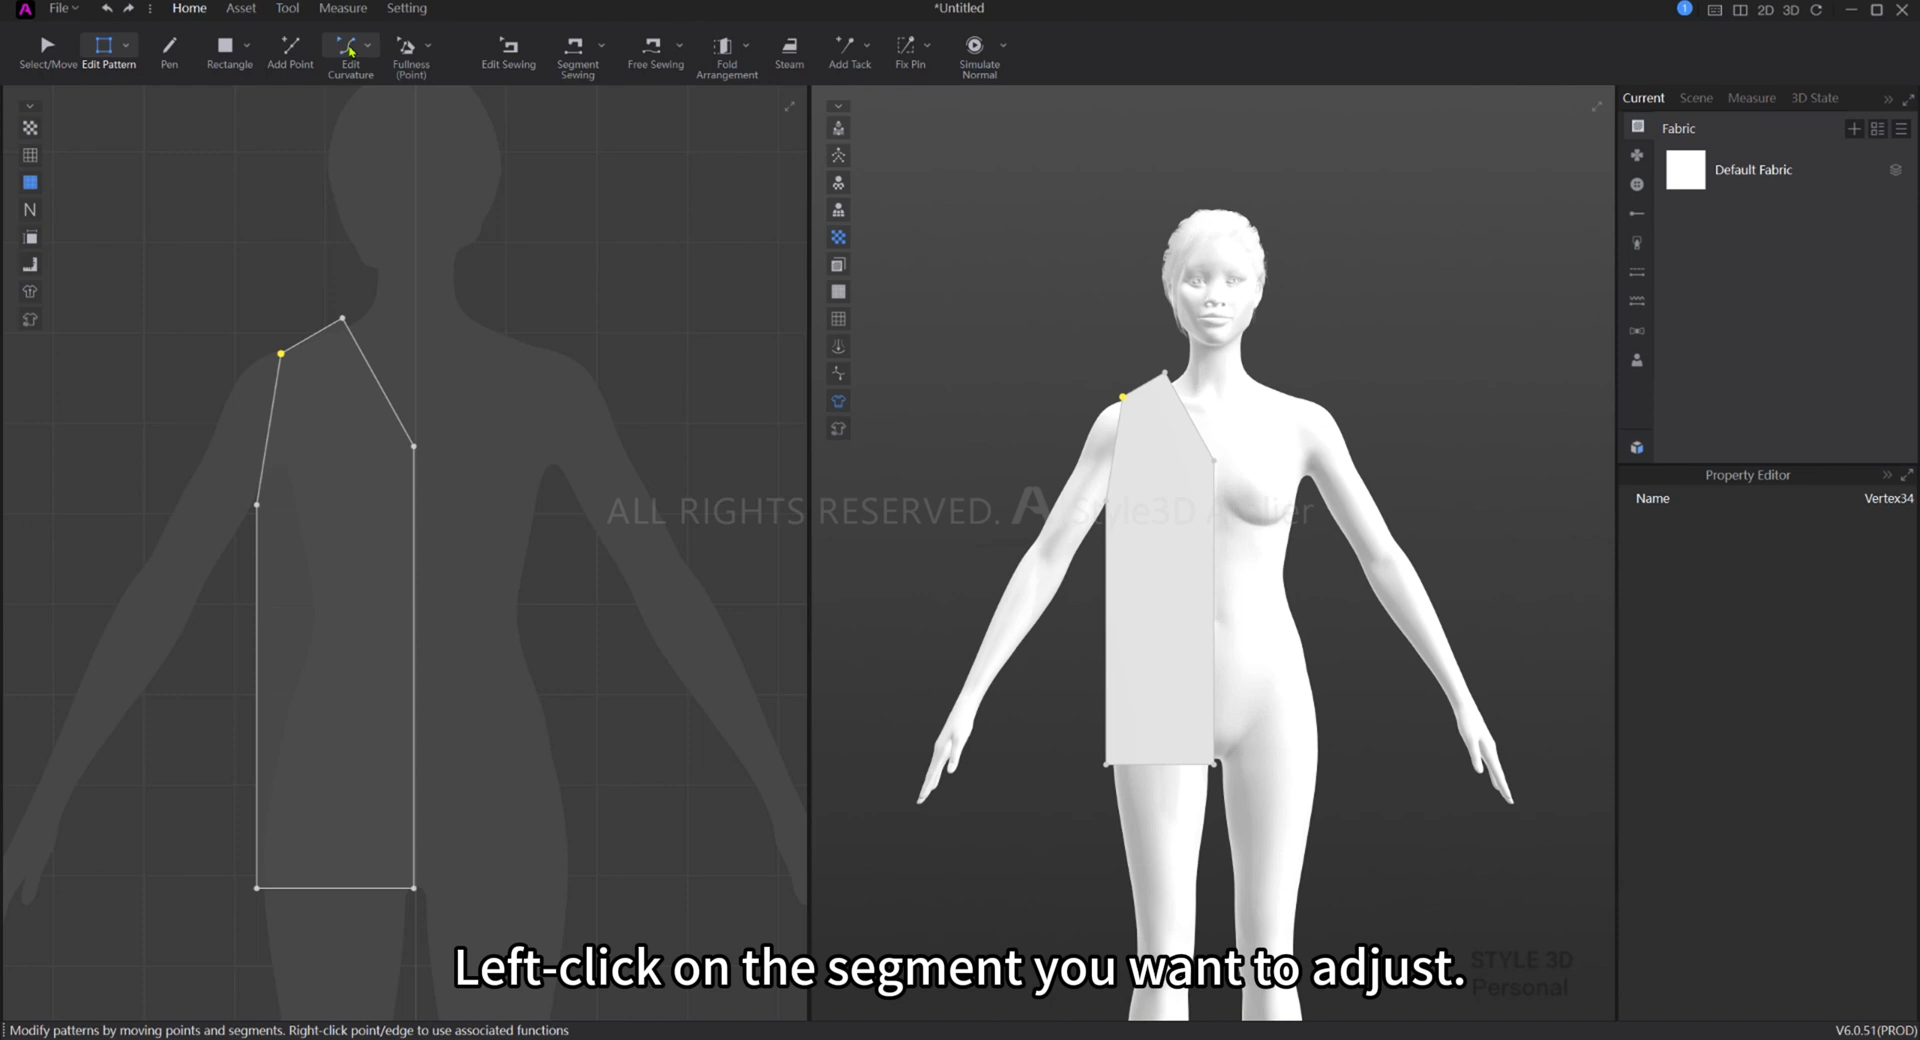 File Home Asset Tool Measure Setting *Untitled 1 2D 3D
Select/Move Edit Pattern Pen Rectangle Add Point Edit Curvature Fullness (Point) Edit Sewing Segment Sewing Free Sewing Fold Arrangement Steam Add Tack Fix Pin Simulate Normal
Current Scene Measure 3D State
Fabric
Default Fabric
N
Property Editor
Name Vertex34
ALL RIGHTS RESERVED. A Style3D Atelier
Left-click on the segment you want to adjust.
STYLE 3D
Personal
Modify patterns by moving points and segments. Right-click point/edge to use associated functions V6.0.51(PROD)